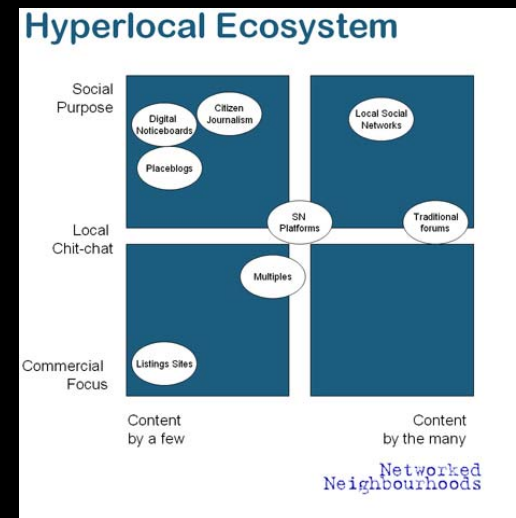 Hyperlocal Ecosystem
Social
Purpose
Digital
Noticeboards
Citizen
Journalism
Local Social
Networks
Placeblogs
Local
Chit-chat
SN
Platforms
Traditional
forums
Multiples
Commercial
Focus
Listings Sites
Content
by a few
Content
by the many
Networked
Neighbourhoods